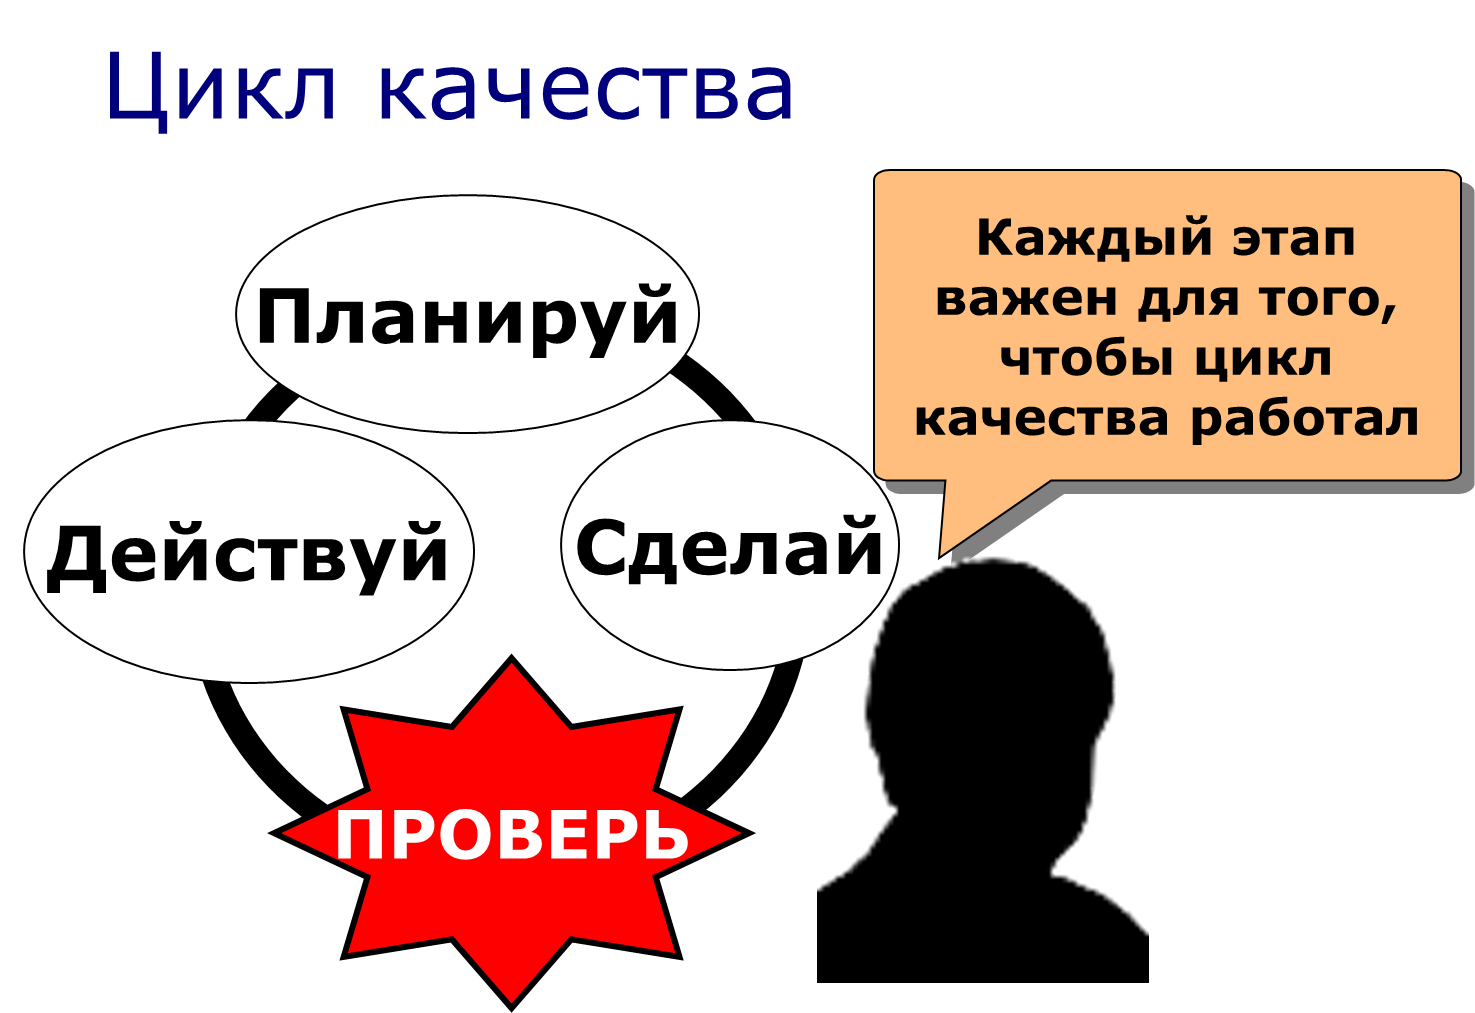 Цикл качества
Каждый этап
важен для того,
чтобы цикл
качества работал
Планируй
Действуй
Сделай
ПРОВЕРЬ